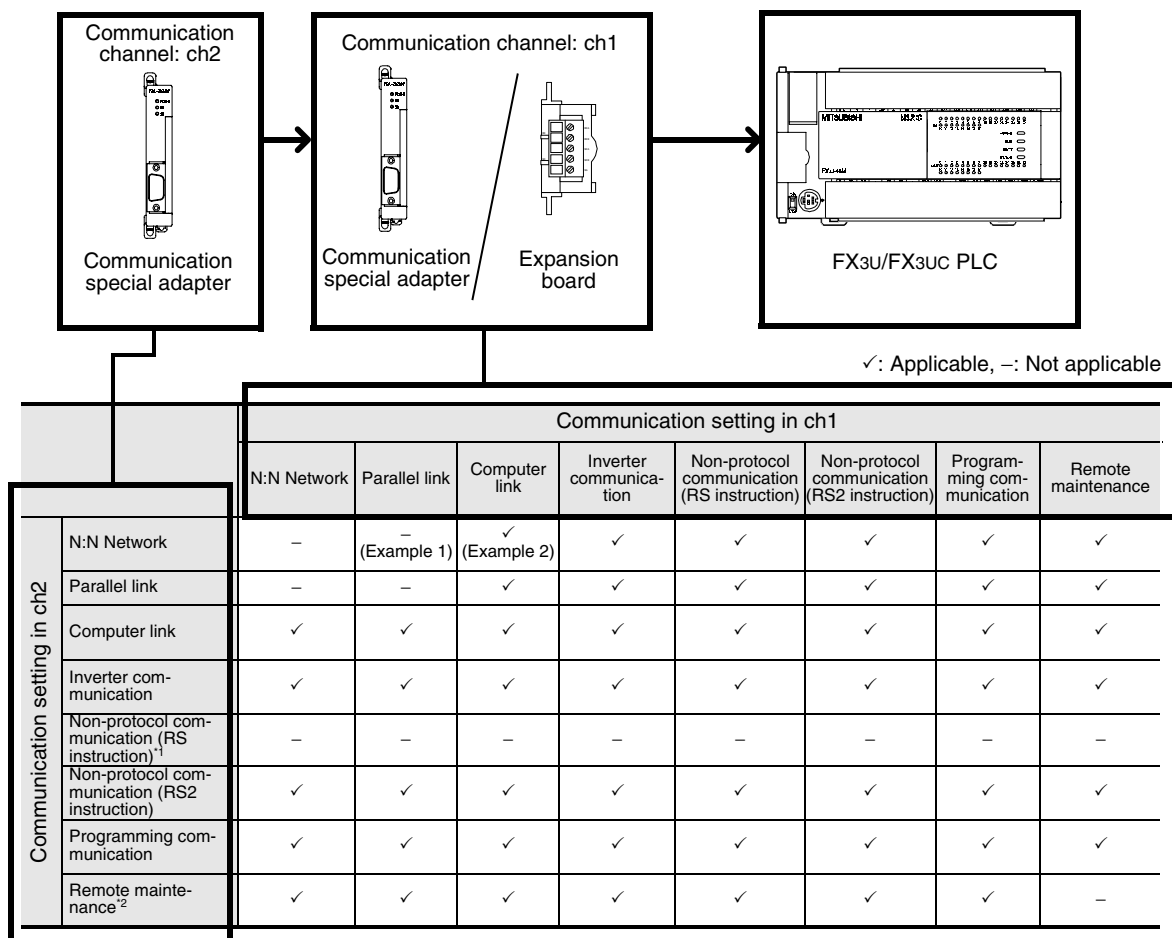 Communication
channel: ch2
Communication
special adapter
Communication channel: ch1
Communication
special adapter
Expansion
board
MITSUBISHI
FX3U/FX3UC PLC
✓: Applicable, –: Not applicable
Communication setting in ch1
N:N Network Parallel link Computer link Inverter communica-tion Non-protocol communication (RS instruction) Non-protocol communication (RS2 instruction) Program-ming com-munication Remote maintenance
Communication setting in ch2
N:N Network – – (Example 1) ✓ (Example 2) ✓ ✓ ✓ ✓ ✓
Parallel link – – ✓ ✓ ✓ ✓ ✓ ✓
Computer link ✓ ✓ ✓ ✓ ✓ ✓ ✓ ✓
Inverter com-
munication ✓ ✓ ✓ ✓ ✓ ✓ ✓ ✓
Non-protocol com-
munication (RS
instruction)*1 – – – – – – – –
Non-protocol com-
munication (RS2
instruction) ✓ ✓ ✓ ✓ ✓ ✓ ✓ ✓
Programming com-
munication ✓ ✓ ✓ ✓ ✓ ✓ ✓ ✓
Remote mainte-
nance*2 ✓ ✓ ✓ ✓ ✓ ✓ ✓ –